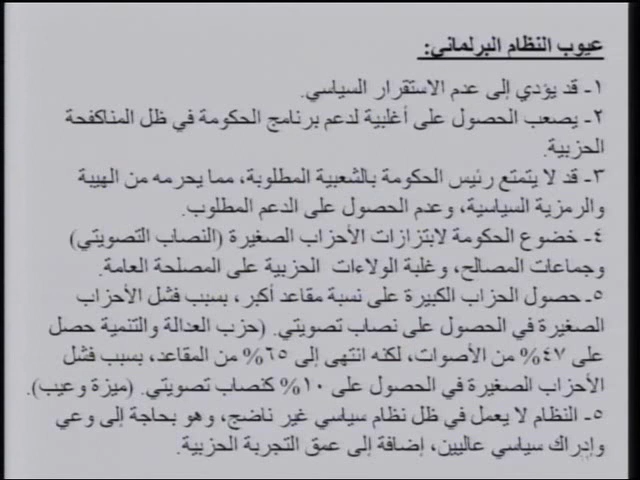 عيوب النظام البرلماني:
١- قد يؤدي إلى عدم الاستقرار السياسي.
٢- يصعب الحصول على أغلبية لدعم برنامج الحكومة في ظل المناكفحة
الحزبية.
٣- قد لا يتمتع رئيس الحكومة بالشعبية المطلوبة، مما يحرمه من الهيبة
والرمزية السياسية، وعدم الحصول على الدعم المطلوب.
٤- خضوع الحكومة لابتزازات الأحزاب الصغيرة (النصاب التصويتي)
وجماعات المصالح، وغلبة الولاءات الحزبية على المصلحة العامة.
٥- حصول الحزاب الكبيرة على نسبة مقاعد أكبر، بسبب فشل الأحزاب
الصغيرة في الحصول على نصاب تصويتي. (حزب العدالة والتنمية حصل
على ٤٧% من الأصوات، لكنه انتهى إلى ٦٥% من المقاعد، بسبب فشل
الأحزاب الصغيرة في الحصول على ١٠% كنصاب تصويتي. (ميزة وعيب).
٥- النظام لا يعمل في ظل نظام سياسي غير ناضج، وهو بحاجة إلى وعي
وإدراك سياسي عاليين، إضافة إلى عمق التجربة الحزبية.